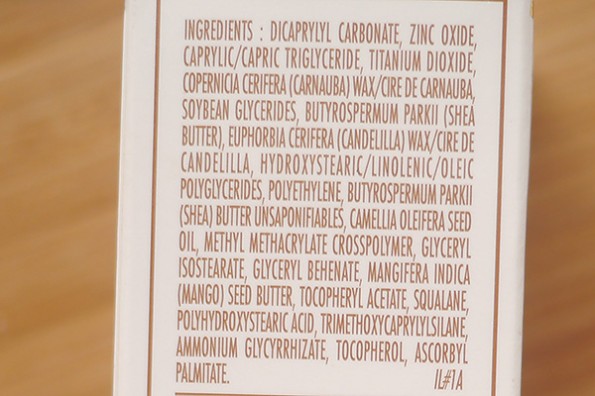 INGREDIENTS : DICAPRYLYL CARBONATE, ZINC OXIDE,
CAPRYLIC/CAPRIC TRIGLYCERIDE, TITANIUM DIOXIDE,
COPERNICIA CERIFERA (CARNAUBA) WAX/CIRE DE CARNAUBA,
SOYBEAN GLYCERIDES, BUTYROSPERMUM PARKII (SHEA
BUTTER), EUPHORBIA CERIFERA (CANDELILLA) WAX/CIRE DE
CANDELILLA, HYDROXYSTEARIC/LINOLENIC/OLEIC
POLYGLYCERIDES, POLYETHYLENE, BUTYROSPERMUM PARKII
(SHEA) BUTTER UNSAPONIFIABLES, CAMELLIA OLEIFERA SEED
OIL, METHYL METHACRYLATE CROSSPOLYMER, GLYCERYL
ISOSTEARATE, GLYCERYL BEHENATE, MANGIFERA INDICA
(MANGO) SEED BUTTER, TOCOPHERYL ACETATE, SQUALANE,
POLYHYDROXYSTEARIC ACID, TRIMETHOXYCAPRYLYLSILANE,
AMMONIUM GLYCYRRHIZATE, TOCOPHEROL, ASCORBYL
PALMITATE. IL#1A